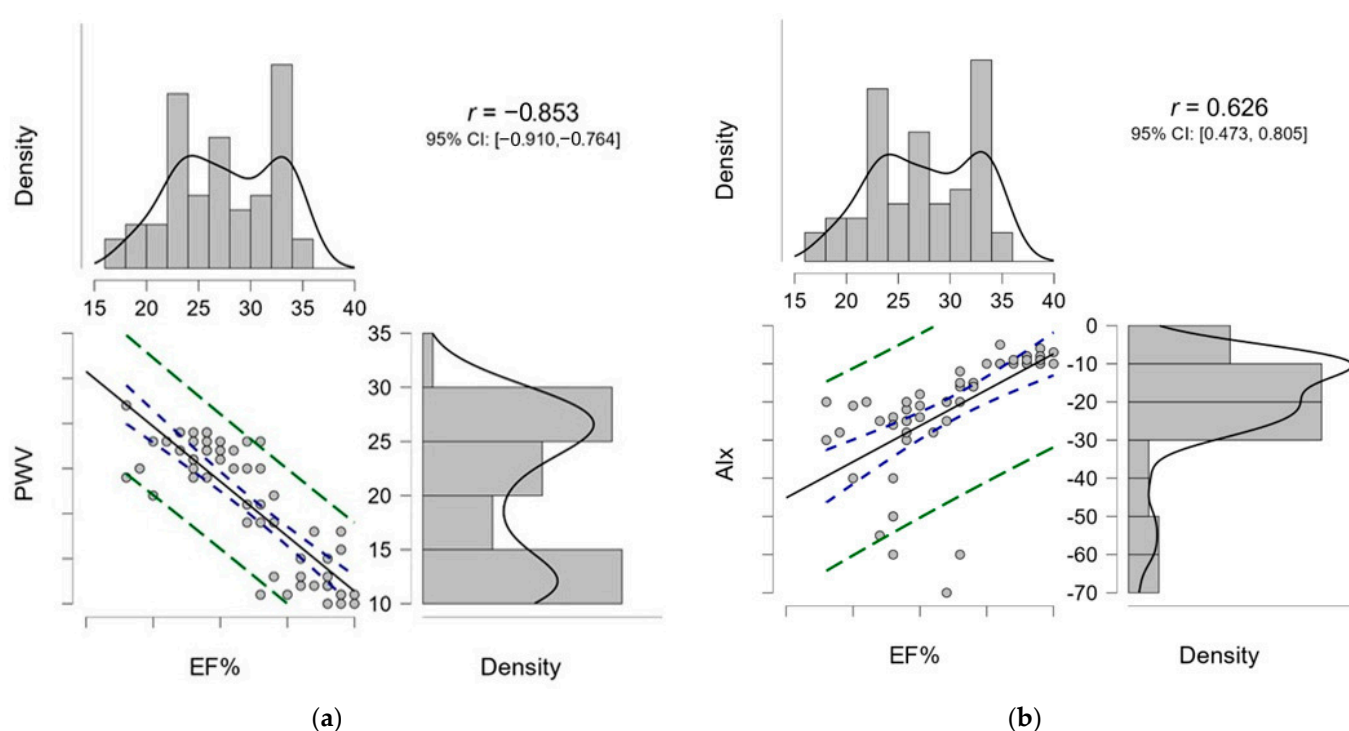 Density
r = −0.853
95% CI: [−0.910,−0.764]
15 20 25 30 35 40
PWV
35
30
25
20
15
10
EF%
Density
(a)
Density
r = 0.626
95% CI: [0.473, 0.805]
15 20 25 30 33 40
AIx
0
-10
-20
-30
-40
-50
-60
-70
EF%
Density
(b)